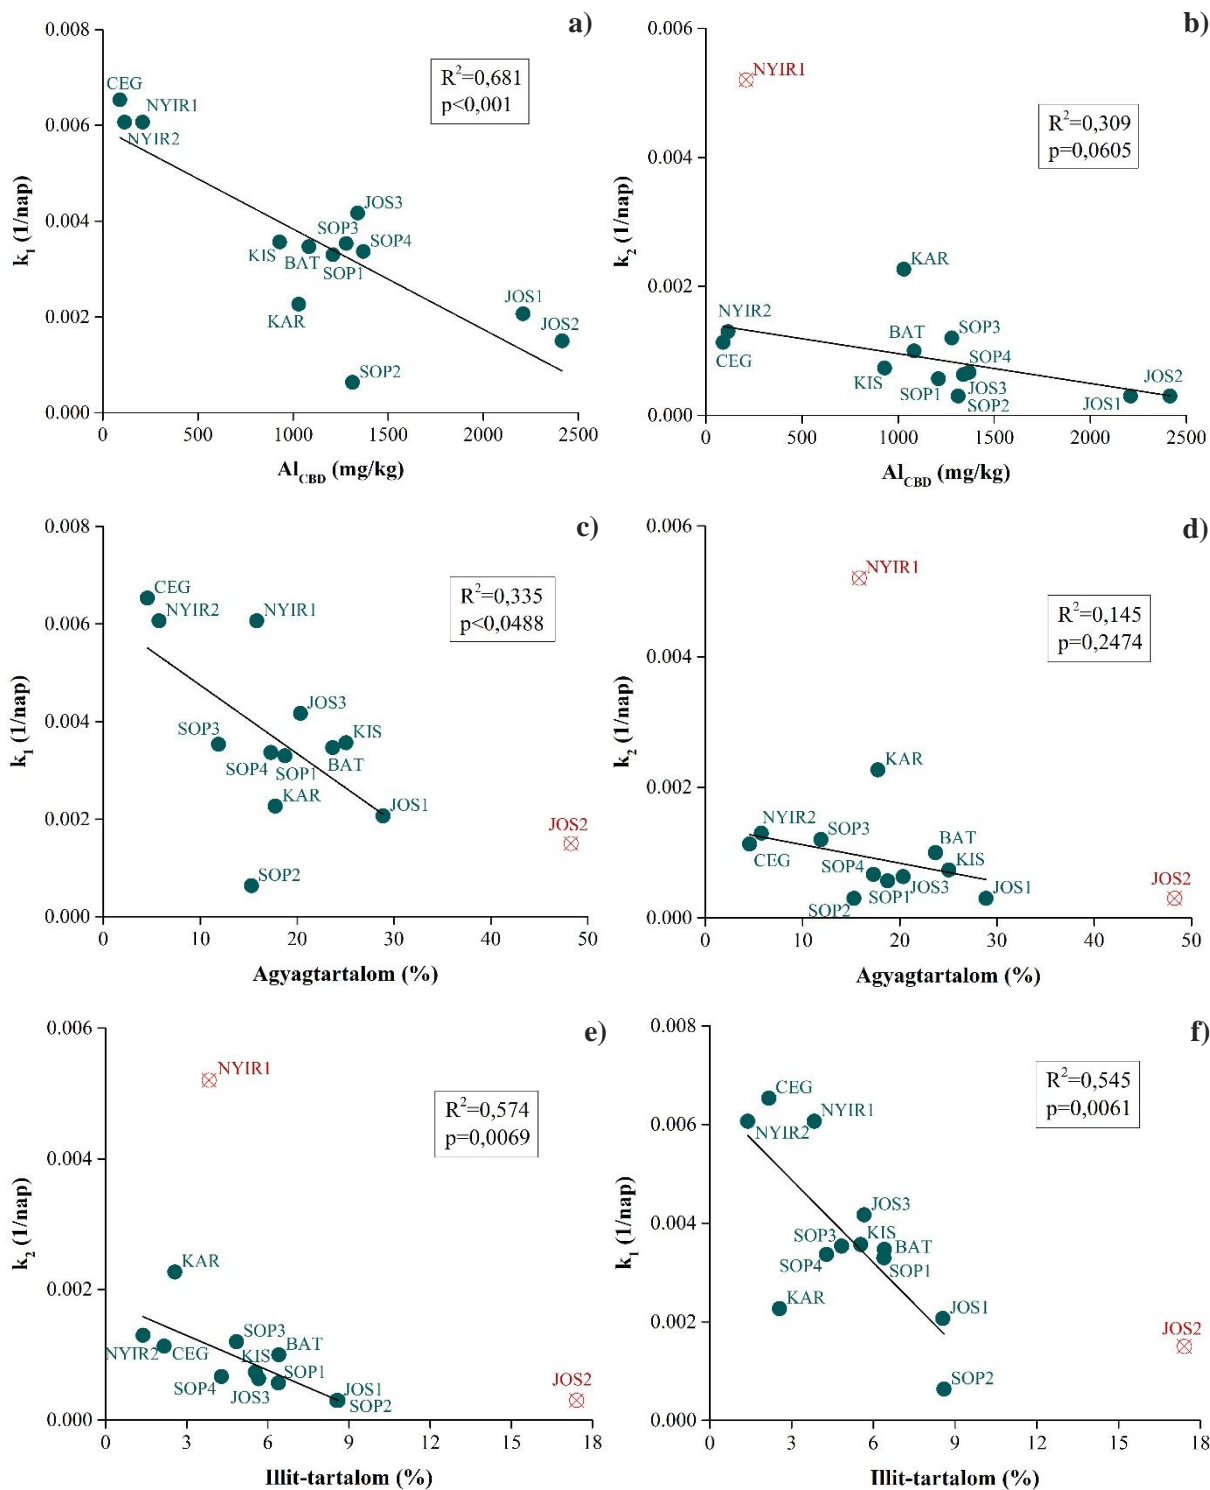 a)
0.008
0.006
0.004
0.002
0.000
k1 (1/nap)
R2=0,681
p<0,001
CEG
NYIR1
NYIR2
JOS3
SOP3
SOP4
KIS
BAT
SOP1
KAR
JOS1
JOS2
SOP2
0
500
1000
1500
2000
2500
AlCBD (mg/kg)
b)
0.006
0.004
0.002
0.000
k2 (1/nap)
NYIR1
R2=0,309
p=0,0605
KAR
NYIR2
CEG
BAT
SOP3
SOP4
KIS
SOP1
JOS3
SOP2
JOS1
JOS2
0
500
1000
1500
2000
2500
AlCBD (mg/kg)
c)
0.008
0.006
0.004
0.002
0.000
k1 (1/nap)
R2=0,335
p<0,0488
CEG
NYIR2
NYIR1
JOS3
SOP3
KIS
SOP4
SOP1
BAT
KAR
JOS1
JOS2
SOP2
0
10
20
30
40
50
Agyagtartalom (%)
d)
0.006
0.004
0.002
0.000
k2 (1/nap)
NYIR1
R2=0,145
p=0,2474
KAR
NYIR2
SOP3
CEG
SOP4
BAT
KIS
SOP1
JOS3
JOS1
SOP2
JOS2
0
10
20
30
40
50
Agyagtartalom (%)
e)
0.006
0.004
0.002
0.000
k2 (1/nap)
NYIR1
R2=0,574
p=0,0069
KAR
SOP3
BAT
NYIR2
CEG
KIS
SOP1
SOP4
JOS3
JOS1
SOP2
JOS2
0
3
6
9
12
15
18
Illit-tartalom (%)
f)
0.008
0.006
0.004
0.002
0.000
k1 (1/nap)
R2=0,545
p=0,0061
CEG
NYIR1
NYIR2
JOS3
SOP3
KIS
BAT
SOP4
SOP1
KAR
JOS1
JOS2
SOP2
0
3
6
9
12
15
18
Illit-tartalom (%)